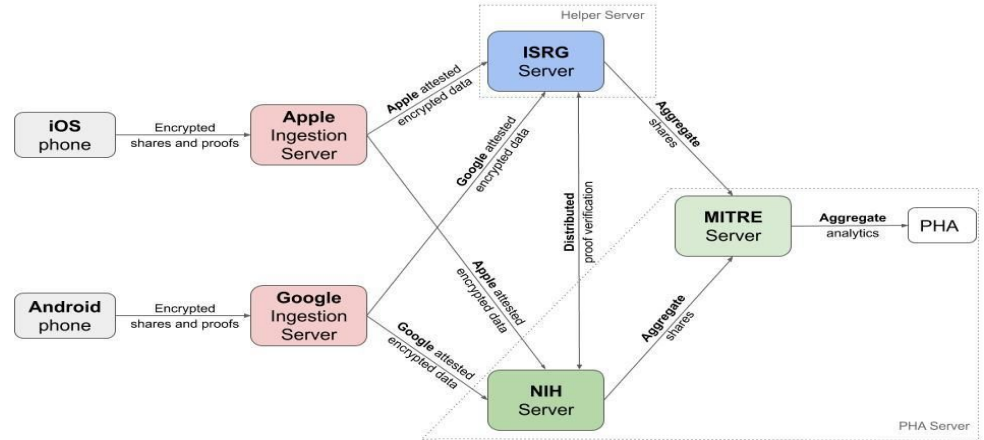 Helper Server
ISRG
Server
iOS
phone
Encrypted
shares and proofs
Apple
Ingestion
Server
Apple attested
encrypted data
Google attested
encrypted data
Aggregate
shares
Distributed
proof verification
MITRE
Server
Aggregate
analytics
PHA
Android
phone
Encrypted
shares and proofs
Google
Ingestion
Server
Apple attested
encrypted data
Google attested
encrypted data
Aggregate
shares
NIH
Server
PHA Server